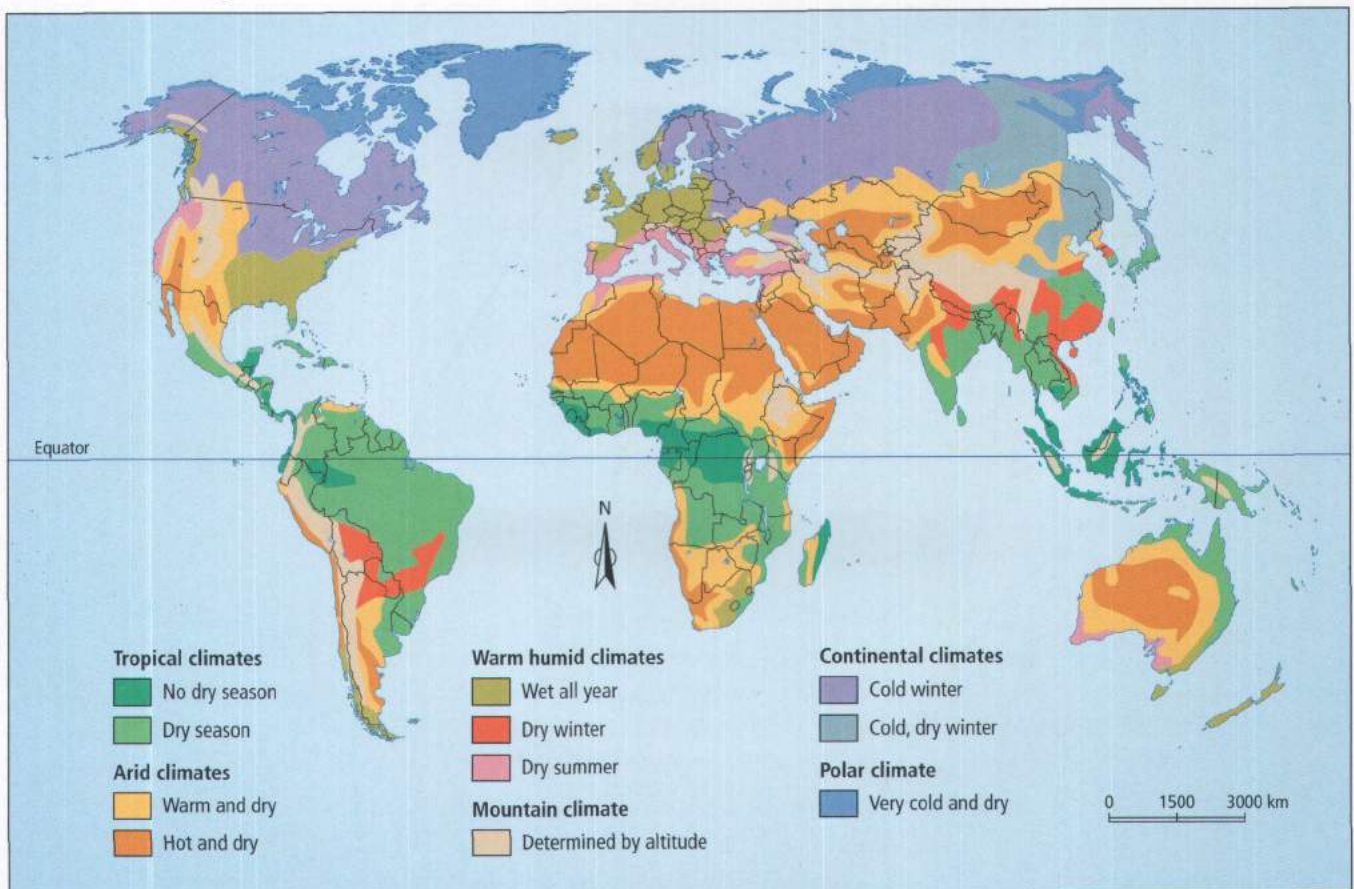 Equator
N
Tropical climates
No dry season
Dry season
Arid climates
Warm and dry
Hot and dry
Warm humid climates
Wet all year
Dry winter
Dry summer
Mountain climate
Determined by altitude
Continental climates
Cold winter
Cold, dry winter
Polar climate
Very cold and dry
0 1500 3000 km